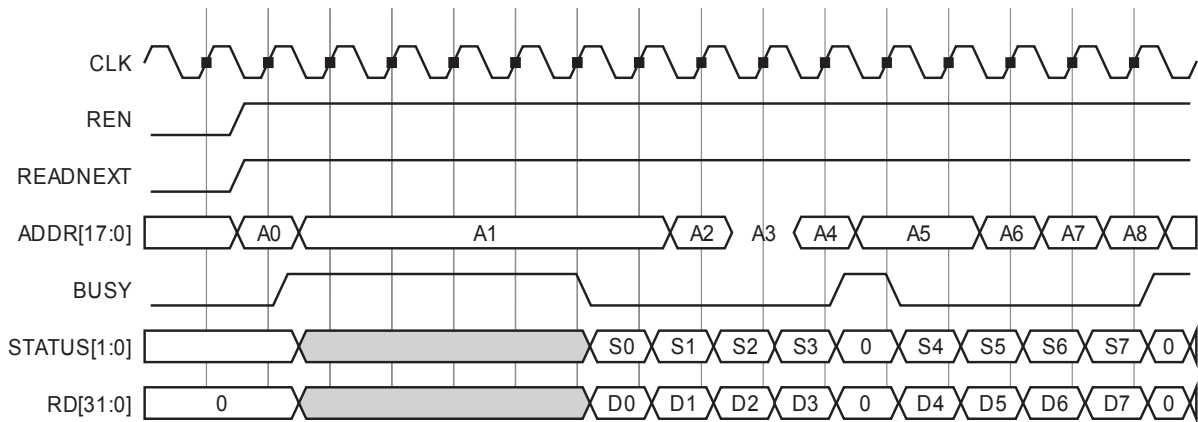 CLK
REN
READNEXT
ADDR[17:0] A0 A1 A2 A3 A4 A5 A6 A7 A8
BUSY
STATUS[1:0] S0 S1 S2 S3 0 S4 S5 S6 S7 0
RD[31:0] 0 D0 D1 D2 D3 0 D4 D5 D6 D7 0